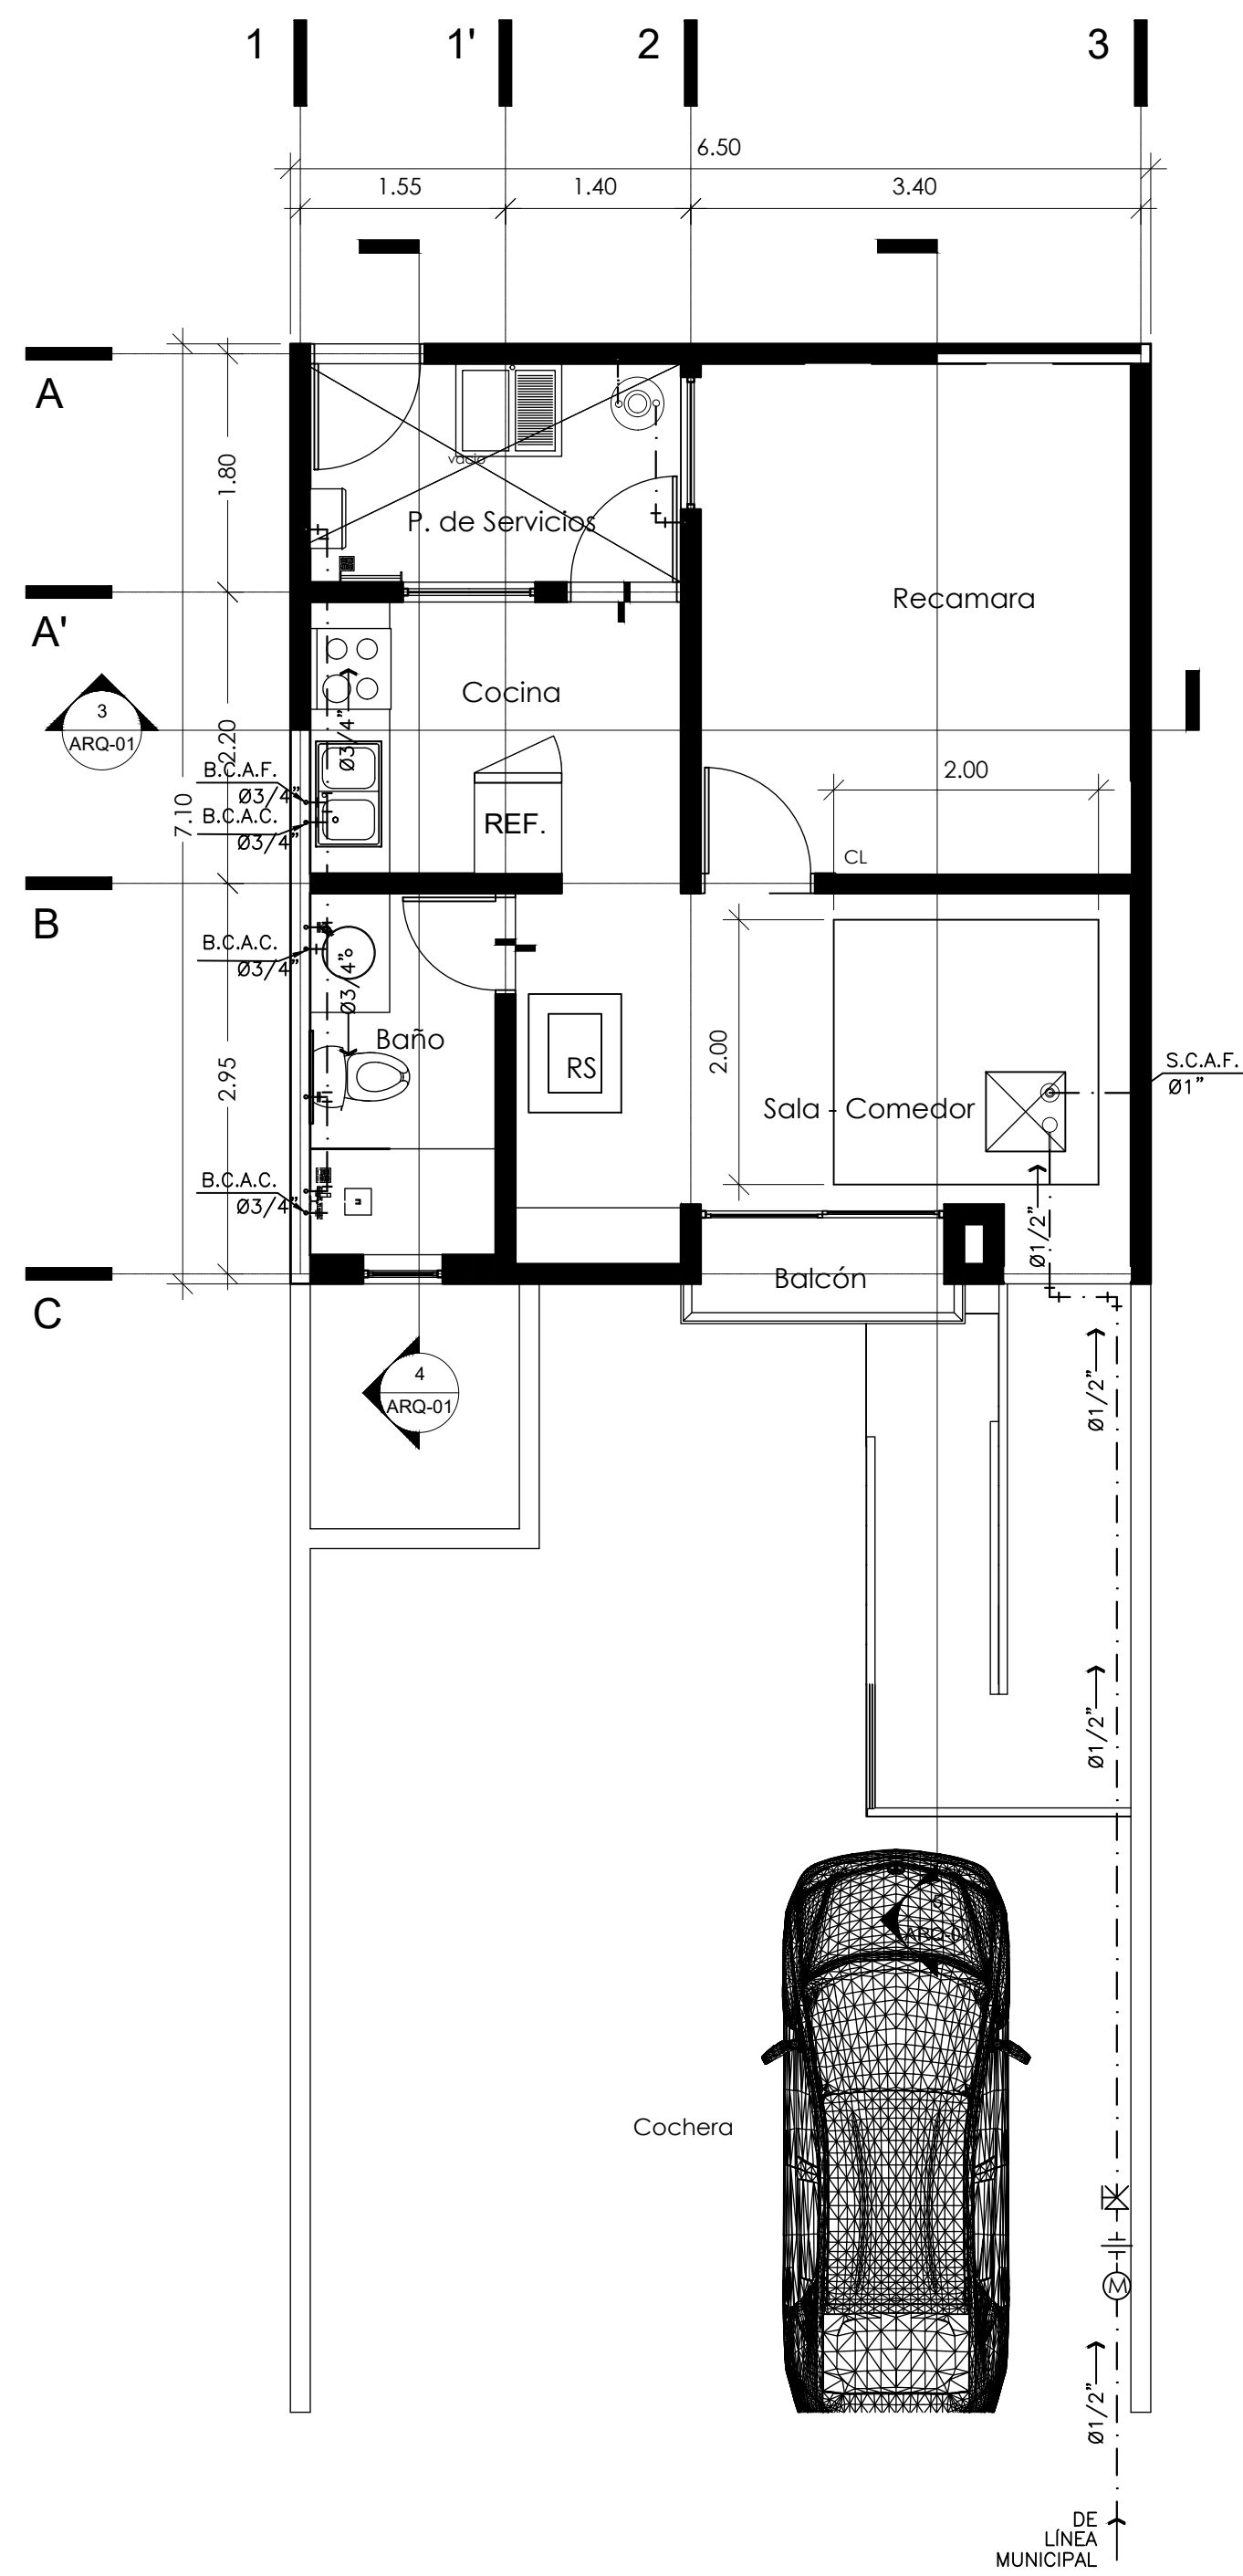 1
1'
2
3
6.50
1.55
1.40
3.40
A
1.80
vacio
P. de Servicios
A'
Recamara
Cocina
3
ARQ-01
2.20
Ø3/4"
2.00
B.C.A.F.
Ø3/4"
7.10
B.C.A.C.
Ø3/4"
REF.
CL
B
B.C.A.C.
Ø3/4"
Ø3/4"
Baño
2.95
RS
2.00
Sala - Comedor
S.C.A.F.
Ø1"
B.C.A.C.
Ø3/4"
Ø1/2"
Balcón
C
4
ARQ-01
Ø1/2"
Ø1/2"
Cochera
M
Ø1/2"
DE
LÍNEA
MUNICIPAL